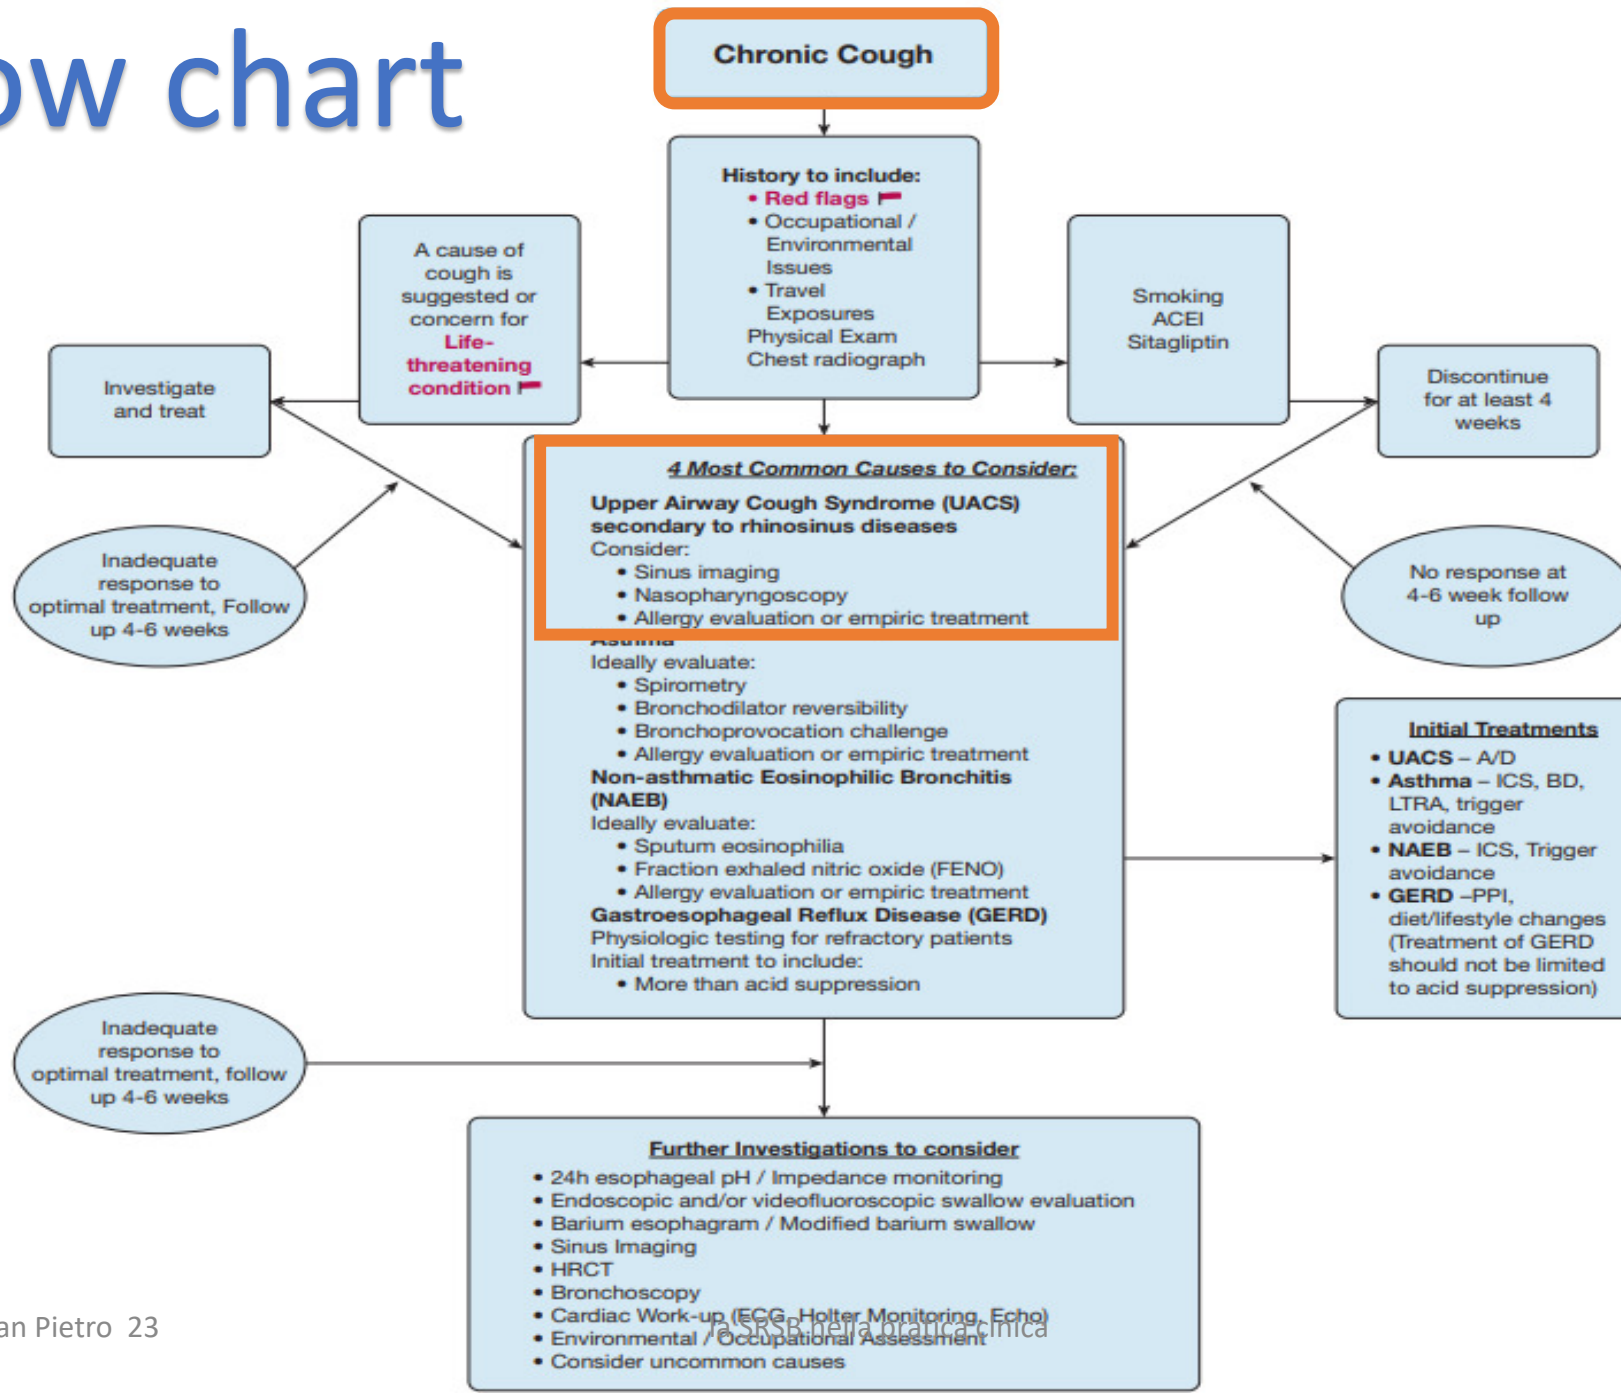 ow chart
Chronic Cough
History to include:
• Red flags
• Occupational /
Environmental
Issues
• Travel
Exposures
Physical Exam
Chest radiograph
A cause of
cough is
suggested or
concern for
Life-
threatening
condition
Smoking
ACEI
Sitagliptin
Investigate
and treat
Discontinue
for at least 4
weeks
Inadequate
response to
optimal treatment, Follow
up 4-6 weeks
No response at
4-6 week follow
up
4 Most Common Causes to Consider:
Upper Airway Cough Syndrome (UACS)
secondary to rhinosinus diseases
Consider:
• Sinus imaging
• Nasopharyngoscopy
• Allergy evaluation or empiric treatment
Asthma
Ideally evaluate:
• Spirometry
• Bronchodilator reversibility
• Bronchoprovocation challenge
• Allergy evaluation or empiric treatment
Non-asthmatic Eosinophilic Bronchitis
(NAEB)
Ideally evaluate:
• Sputum eosinophilia
• Fraction exhaled nitric oxide (FENO)
• Allergy evaluation or empiric treatment
Gastroesophageal Reflux Disease (GERD)
Physiologic testing for refractory patients
Initial treatment to include:
• More than acid suppression
Initial Treatments
• UACS – A/D
• Asthma – ICS, BD,
LTRA, trigger
avoidance
• NAEB – ICS, Trigger
avoidance
• GERD –PPI,
diet/lifestyle changes
(Treatment of GERD
should not be limited
to acid suppression)
Inadequate
response to
optimal treatment, follow
up 4-6 weeks
Further Investigations to consider
• 24h esophageal pH / Impedance monitoring
• Endoscopic and/or videofluoroscopic swallow evaluation
• Barium esophagram / Modified barium swallow
• Sinus Imaging
• HRCT
• Bronchoscopy
• Cardiac Work-up (ECG, Holter Monitoring, Echo)
• Environmental / Occupational Assessment
• Consider uncommon causes
an Pietro 23
la SRSB nella pratica clinica